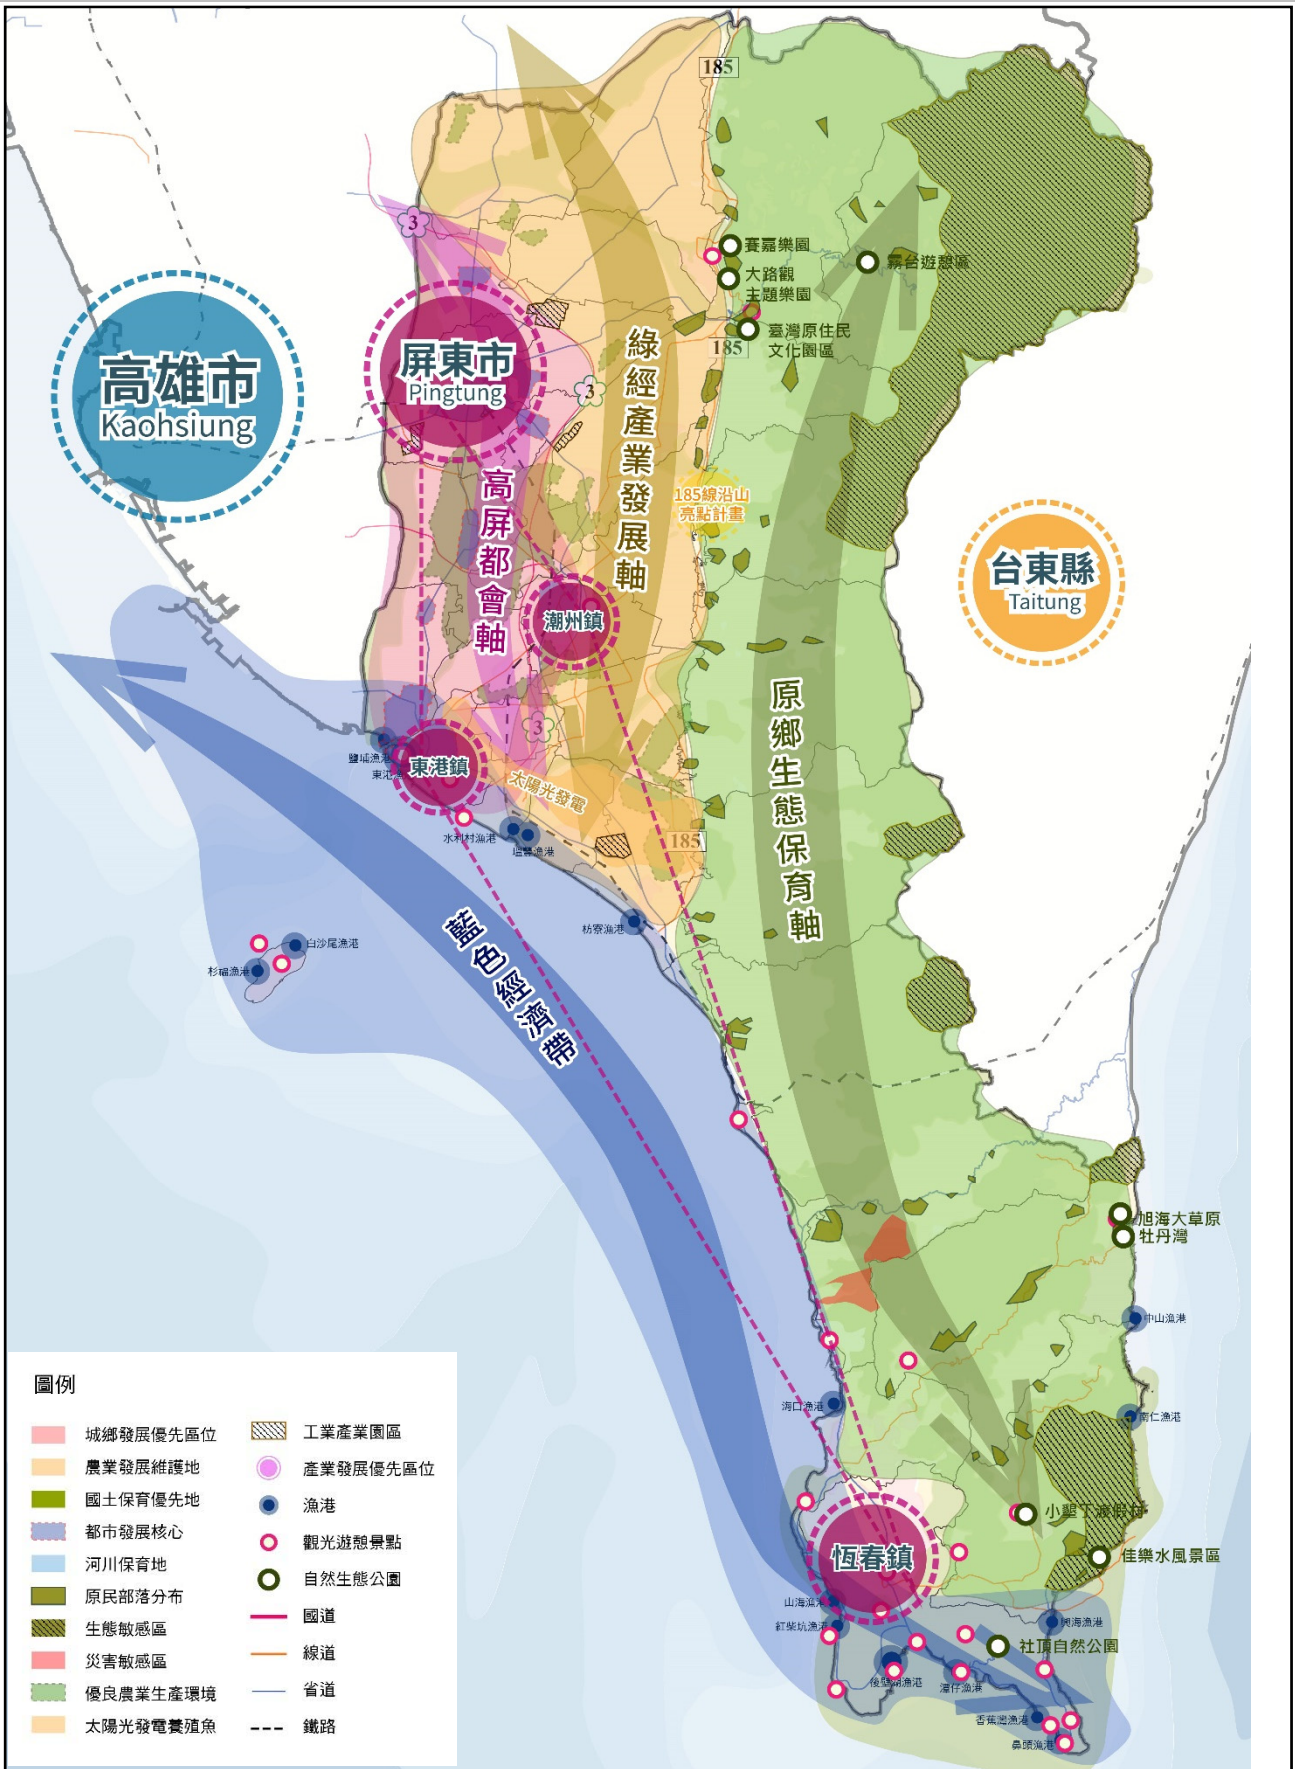 185
3
賽嘉樂園
霧台遊憩區
大路觀
主題樂園
高雄市
Kaohsiung
屏東市
Pingtung
臺灣原住民
文化園區
185
3
綠經產業發展軸
185線沿山
亮點計畫
高屏都會軸
台東縣
Taitung
潮州鎮
原鄉生態保育軸
3
鹽埔漁港
東港
東港鎮
太陽光發電
水利村漁港
漁港
185
枋寮漁港
藍色經濟帶
白沙尾漁港
杉福漁港
旭海大草原
牡丹灣
中山漁港
海口漁港
南仁漁港
小墾丁渡假村
恆春鎮
佳樂水風景區
山海漁港
紅柴坑漁港
興海漁港
社頂自然公園
後壁湖漁港
潭仔漁港
香蕉灣漁港
鼻頭漁港
圖例
城鄉發展優先區位
農業發展維護地
國土保育優先地
都市發展核心
河川保育地
原民部落分布
生態敏感區
災害敏感區
優良農業生產環境
太陽光發電養殖魚
工業產業園區
產業發展優先區位
漁港
觀光遊憩景點
自然生態公園
國道
線道
省道
鐵路